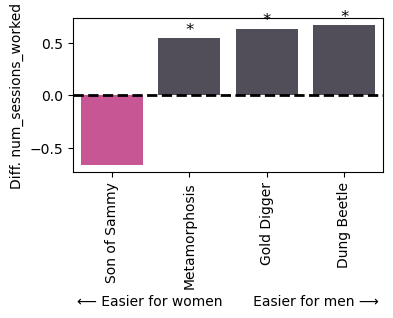 Diff. num_sessions_worked
0.5
0.0
−0.5
*
*
*
Son of Sammy
Metamorphosis
Gold Digger
Dung Beetle
⟵ Easier for women
Easier for men ⟶